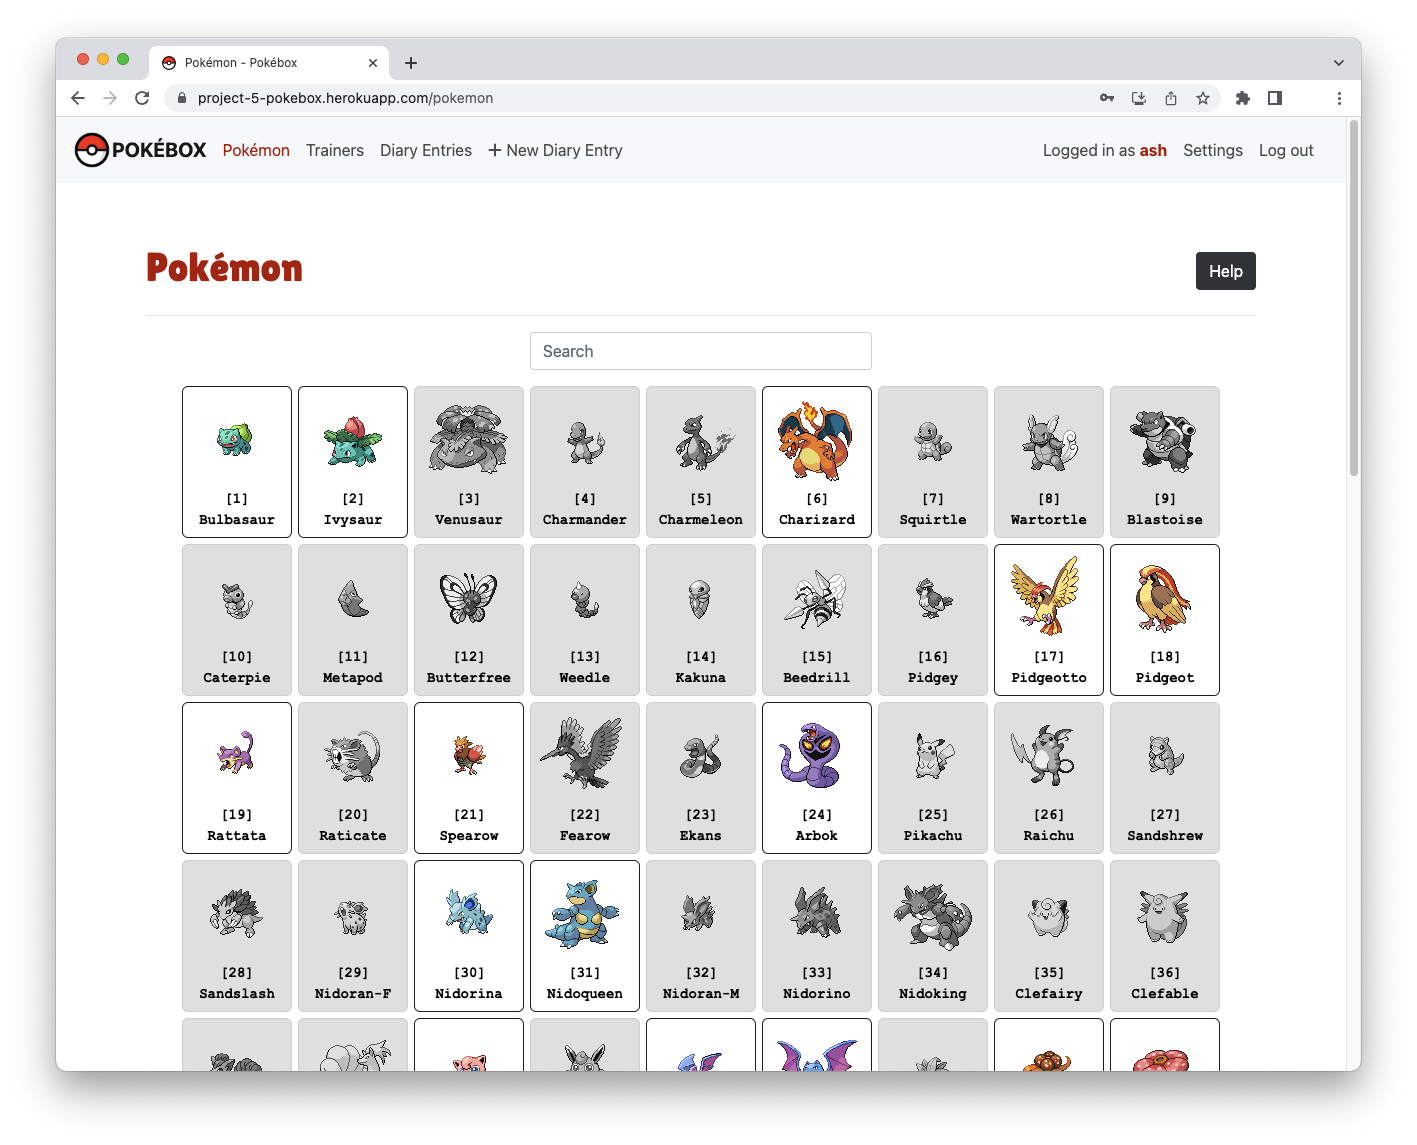 Pokémon - Pokébox
project-5-pokebox.herokuapp.com/pokemon
POKÉBOX Pokémon Trainers Diary Entries + New Diary Entry Logged in as ash Settings Log out
Pokémon
Help
Search
[1] [2] [3] [4] [5] [6] [7] [8] [9]
Bulbasaur Ivysaur Venusaur Charmander Charmeleon Charizard Squirtle Wartortle Blastoise
[10] [11] [12] [13] [14] [15] [16] [17] [18]
Caterpie Metapod Butterfree Weedle Kakuna Beedrill Pidgey Pidgeotto Pidgeot
[19] [20] [21] [22] [23] [24] [25] [26] [27]
Rattata Raticate Spearow Fearow Ekans Arbok Pikachu Raichu Sandshrew
[28] [29] [30] [31] [32] [33] [34] [35] [36]
Sandslash Nidoran-F Nidorina Nidoqueen Nidoran-M Nidorino Nidoking Clefairy Clefable